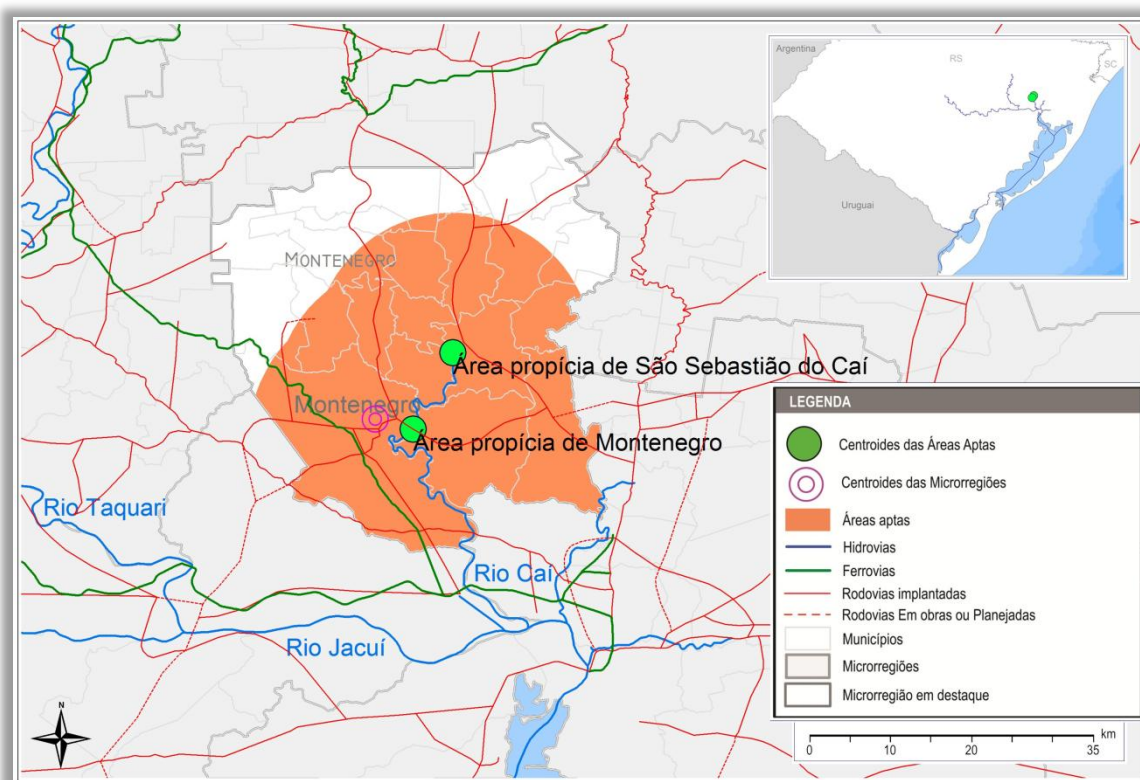 Argentina
RS
SC
Uruguai
MONTENEGRO
Área propícia de São Sebastião do Caí
Montenegro
Área propícia de Montenegro
Rio Taquari
Rio Caí
Rio Jacuí
LEGENDA
Centroides das Áreas Aptas
Centroides das Microrregiões
Áreas aptas
Hidrovias
Ferrovias
Rodovias implantadas
Rodovias Em obras ou Planejadas
Municípios
Microrregiões
Microrregião em destaque
N
km
0 10 20 35